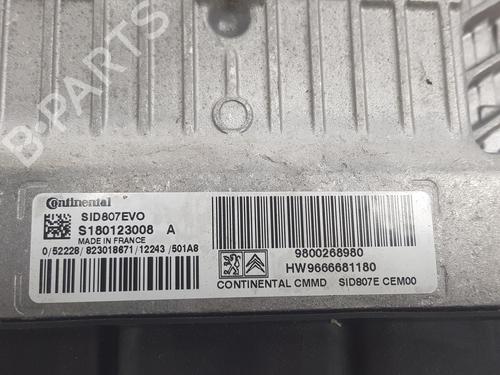 B-Parts
Continental
SID807EVO
S180123008 A
MADE IN FRANCE
0/52228/823018671/12243/501A8
9800268980
HW9666681180
CONTINENTAL CMMD SID807E CEM00